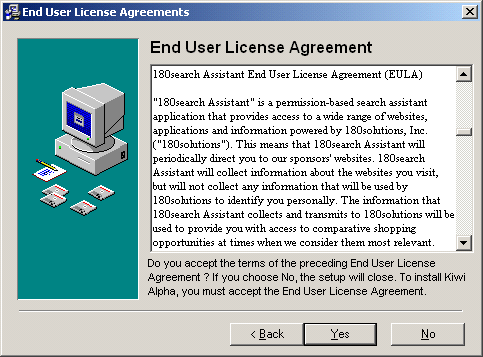 End User License Agreements
End User License Agreement
180search Assistant End User License Agreement (EULA)
"180search Assistant" is a permission-based search assistant
application that provides access to a wide range of websites,
applications and information powered by 180solutions, Inc.
("180solutions"). This means that 180search Assistant will
periodically direct you to our sponsors' websites. 180search
Assistant will collect information about the websites you visit,
but will not collect any information that will be used by
180solutions to identify you personally. The information that
180search Assistant collects and transmits to 180solutions will be
used to provide you with access to comparative shopping
opportunities at times when we consider them most relevant.
Do you accept the terms of the preceding End User License
Agreement ? If you choose No, the setup will close. To install Kiwi
Alpha, you must accept the End User License Agreement.
< Back
Yes
No